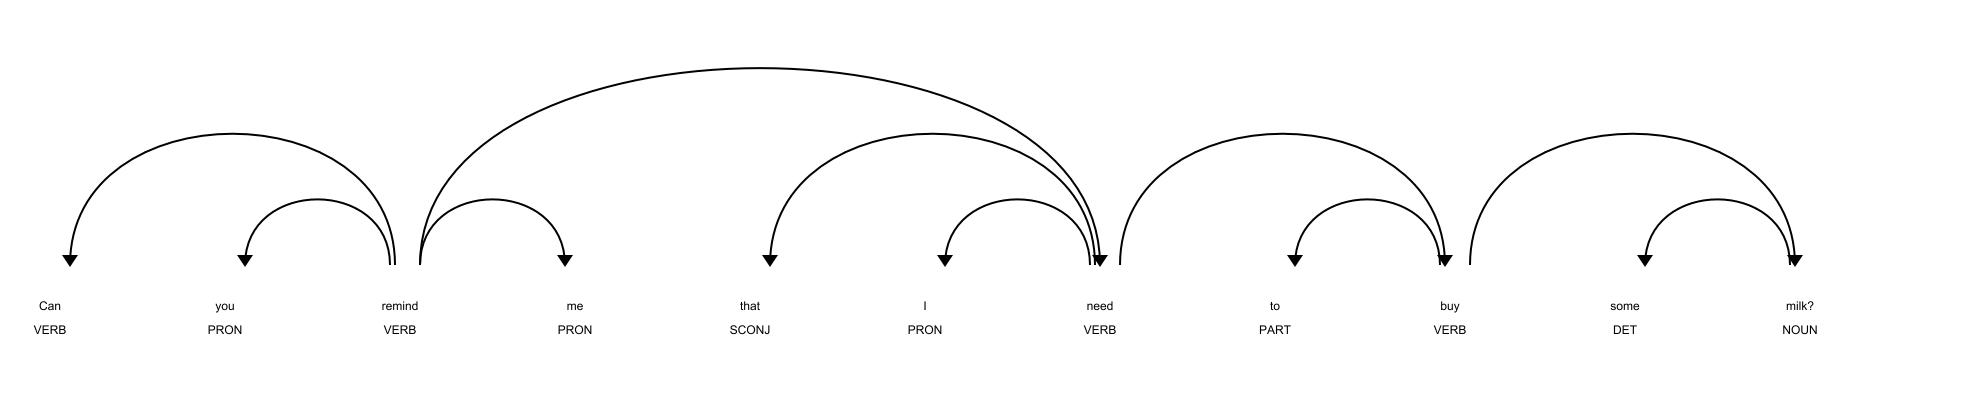 Can you remind me that I need to buy some milk?
VERB PRON VERB PRON SCONJ PRON VERB PART VERB DET NOUN